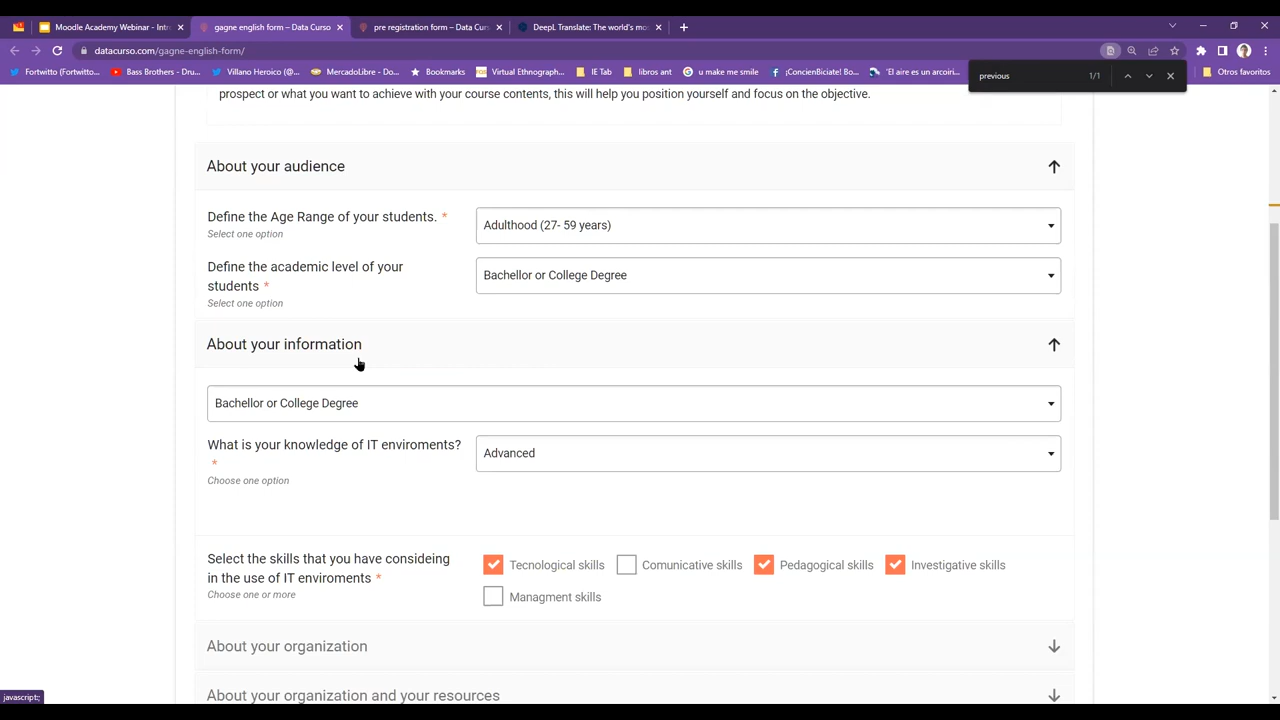 Moodle Academy Webinar - Intro
gagne english form – Data Curso
pre registration form – Data Cur
DeepL Translate: The world's mos
datacurso.com/gagne-english-form/
Fortwitto (Fortwitto...
Bass Brothers - Dru...
Villano Heroico (@...
MercadoLibre - Do...
Bookmarks
Virtual Ethnograp...
IE Tab
libros ant
u make me smile
¡ConcienBiciate! Bo...
'El aire es un arcoiri...
Otros favoritos
previous
1/1
prospect or what you want to achieve with your course contents, this will help you position yourself and focus on the objective.
About your audience
Define the Age Range of your students. *
Select one option
Adulthood (27- 59 years)
Define the academic level of your
students *
Select one option
Bachellor or College Degree
About your information
Bachellor or College Degree
What is your knowledge of IT enviroments?
*
Choose one option
Advanced
Select the skills that you have consideing
in the use of IT enviroments *
Choose one or more
Tecnological skills
Comunicative skills
Pedagogical skills
Investigative skills
Managment skills
About your organization
About your organization and your resources
javascript:;